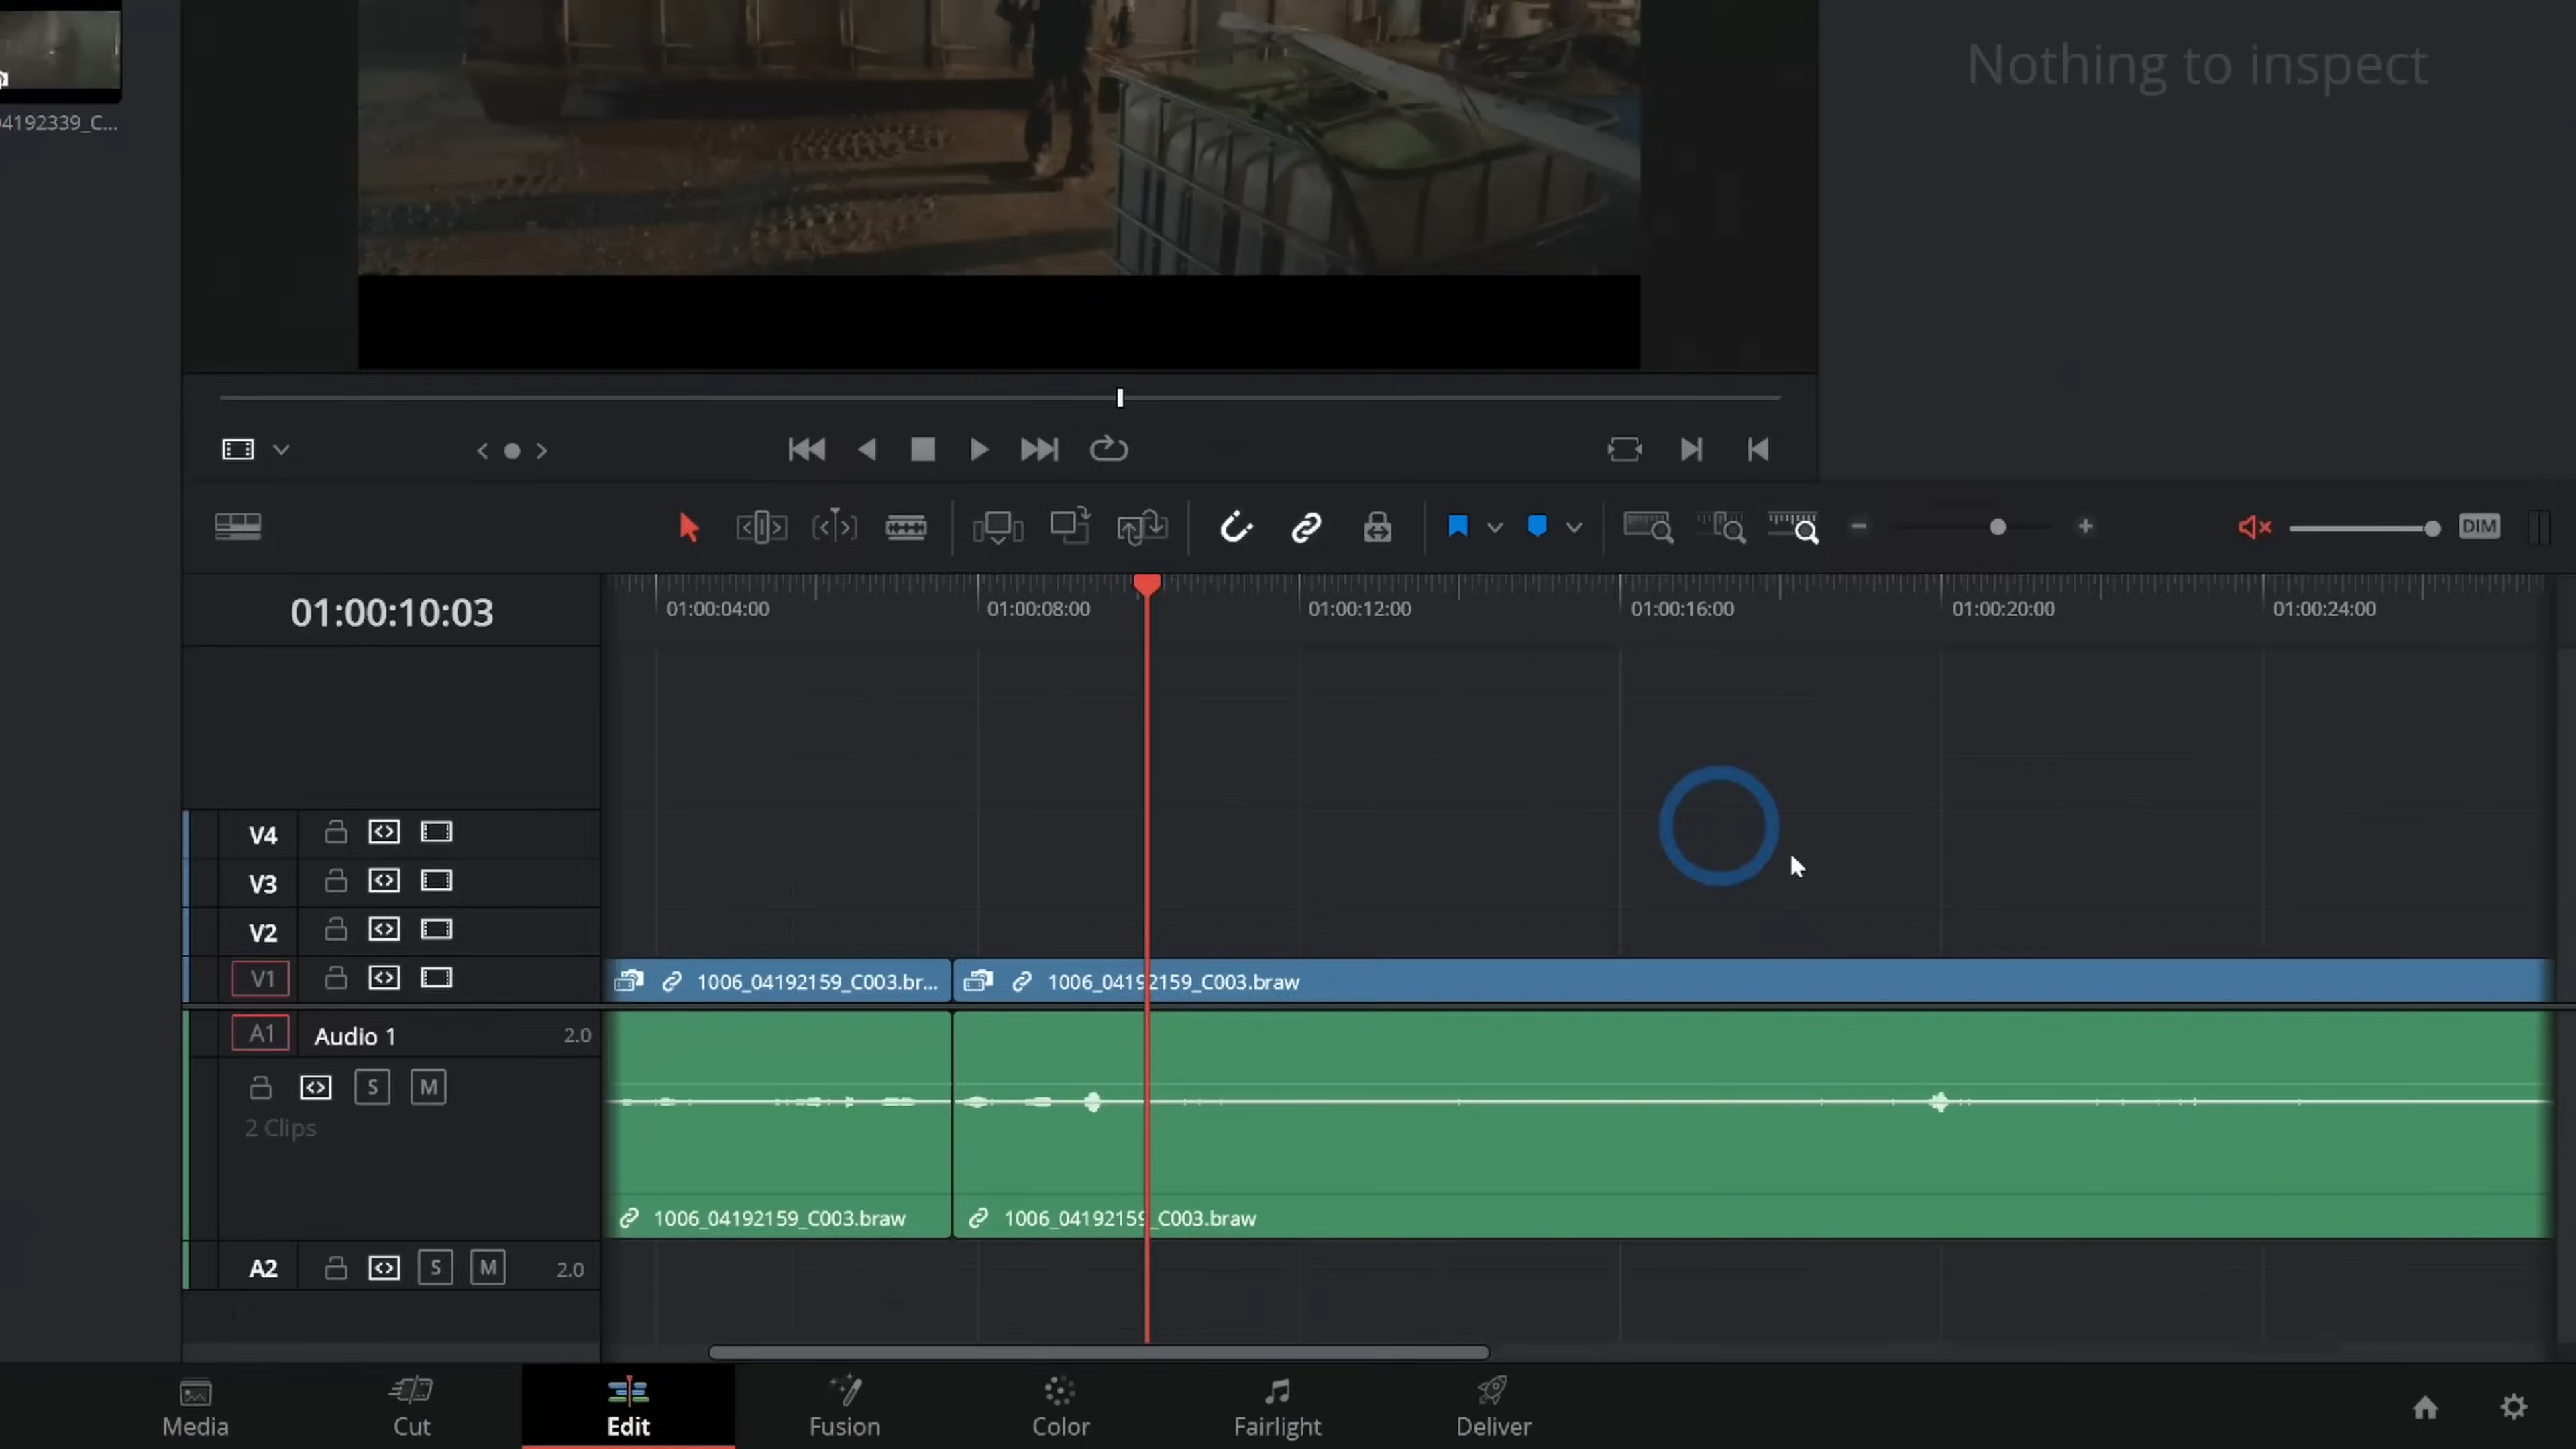 Nothing to inspect
04192339_C...
DIM
01:00:10:03
01:00:04:00
01:00:08:00
01:00:12:00
01:00:16:00
01:00:20:00
01:00:24:00
V4
V3
V2
V1
1006_04192159_C003.br...
1006_04192159_C003.braw
A1
Audio 1
2.0
S
M
2 Clips
1006_04192159_C003.braw
1006_04192159_C003.braw
A2
S
M
2.0
Media
Cut
Edit
Fusion
Color
Fairlight
Deliver